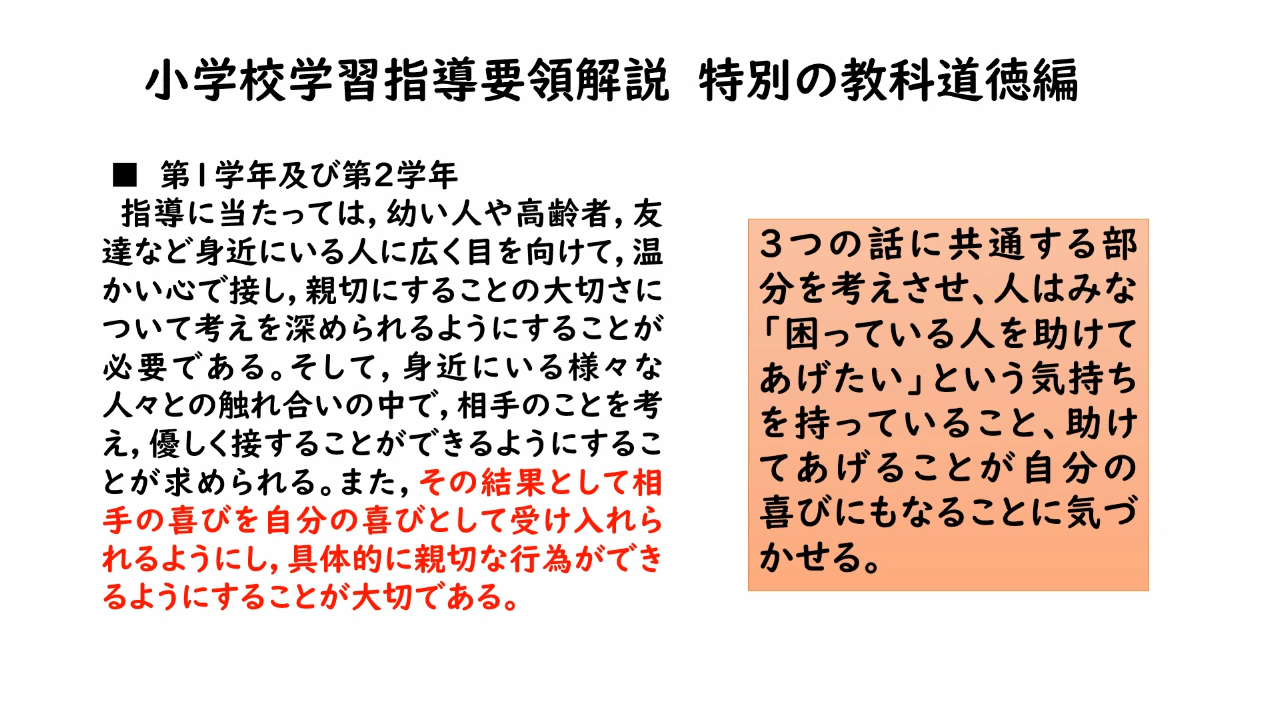 小学校学習指導要領解説 特別の教科道徳編
■ 第1学年及び第2学年
指導に当たっては,幼い人や高齢者,友
達など身近にいる人に広く目を向けて,温
かい心で接し,親切にすることの大切さに
ついて考えを深められるようにすることが
必要である。そして,身近にいる様々な
人々との触れ合いの中で,相手のことを考
え,優しく接することができるようにするこ
とが求められる。また,その結果として相
手の喜びを自分の喜びとして受け入れら
れるようにし,具体的に親切な行為ができ
るようにすることが大切である。
3つの話に共通する部
分を考えさせ、人はみな
「困っている人を助けて
あげたい」という気持ち
を持っていること、助け
てあげることが自分の
喜びにもなることに気づ
かせる。